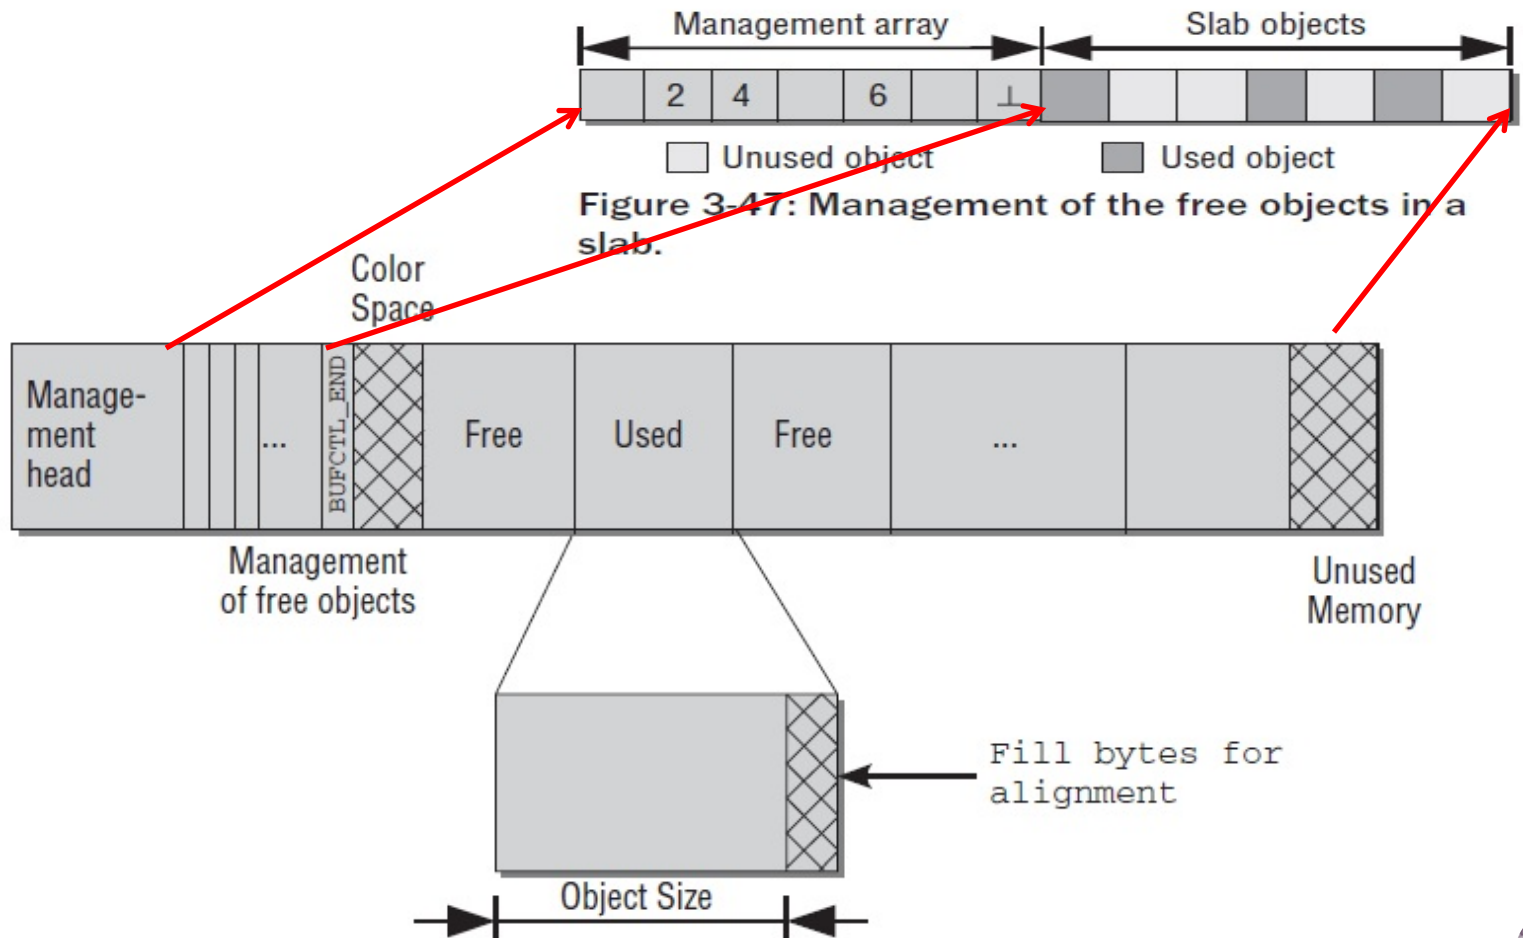 Management array
Slab objects
2 4 6 ⊥
Unused object
Used object
Figure 3-47: Management of the free objects in a
slab.
Color
Space
Manage-
ment
head
...
BUFCTL_END
Free
Used
Free
...
Management
of free objects
Unused
Memory
Fill bytes for
alignment
Object Size